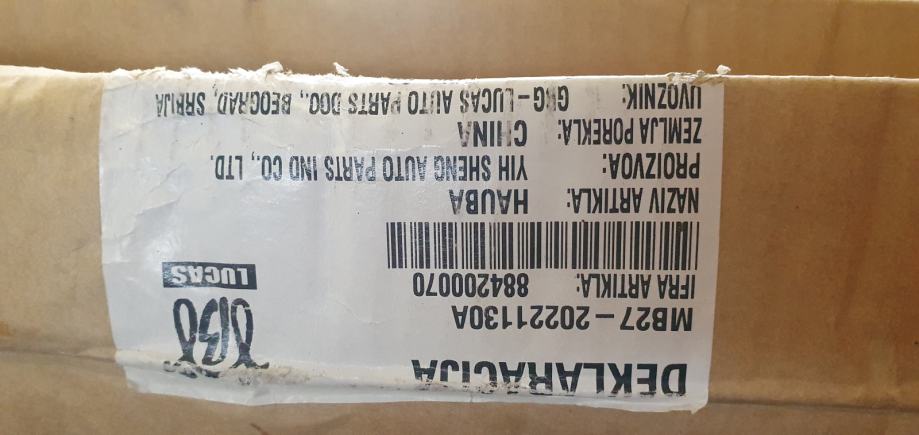 DEKLARACIJA
MB27-20221130A
IFRA ARTIKLA: 884200070
NAZIV ARTIKLA: HAUBA
PROIZVOA: YIH SHENG AUTO PARTS IND CO., LTD.
ZEMLJA POREKLA: CHINA
UVOZNIK: GKG-LUCAS AUTO PARTS DOO., BEOGRAD, SRBIJA
LUCAS